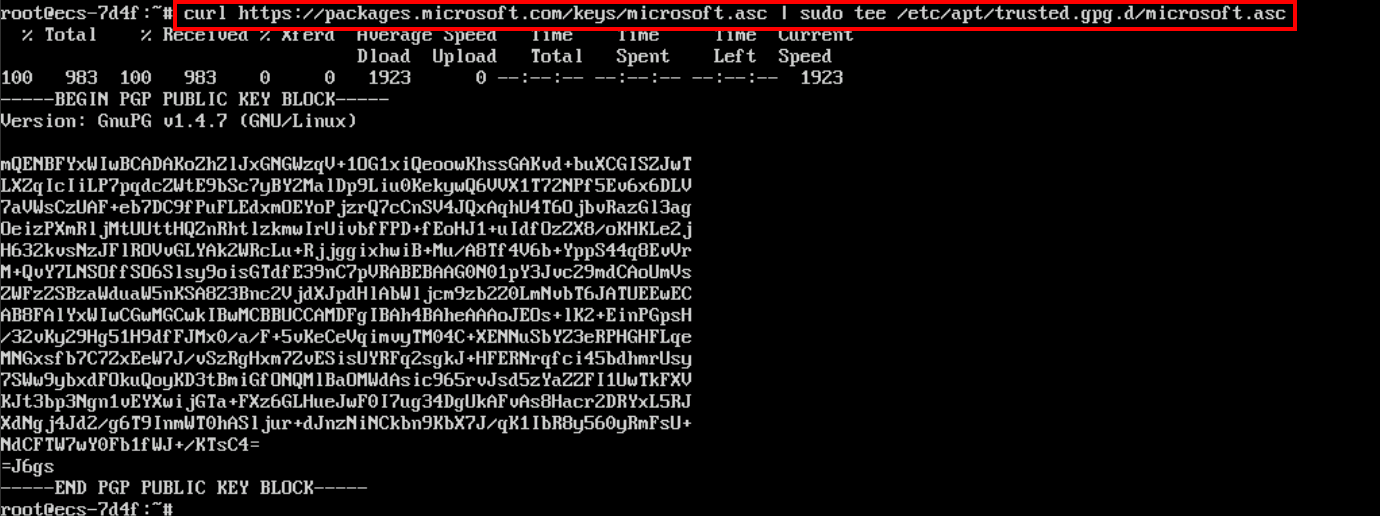 root@ecs-7d4f:~# curl https://packages.microsoft.com/keys/microsoft.asc | sudo tee /etc/apt/trusted.gpg.d/microsoft.asc
  % Total    % Received % Xferd  Average Speed   Time    Time     Time  Current
                                 Dload  Upload   Total   Spent    Left  Speed
100   983  100   983    0     0   1923      0 --:--:-- --:--:-- --:--:--  1923
-----BEGIN PGP PUBLIC KEY BLOCK-----
Version: GnuPG v1.4.7 (GNU/Linux)

mQENBFYxWIwBCADAKoZhZlJxGNGWzqV+1OG1xiQeoowKhssGAKvd+buXCGISZJwT
LXZqIcIiLP7pqdcZWtE9bSc7yBY2MalDp9Liu0KekywQ6VVX1T72NPf5Ev6x6DLV
7aVWsCzUAF+eb7DC9fPuFLEdxmOEYoPjzrQ7cCnSV4JQxAqhU4T6OjbvRazGl3ag
OeizPXmRljMtUUttHQZnRhtlzkmwIrUivbfFPD+fEoHJ1+uIdfOzZX8/oKHKLe2j
H632kvsNzJFlROVvGLYAk2WRcLu+RjjggixhwiB+Mu/A8Tf4V6b+YppS44q8EvVr
M+QvY7LNSOffSO6Slsy9oisGTdfE39nC7pVRABEBAAG0N01pY3Jvc29mdCAoUmVs
ZWFzZSBzaWduaW5nKSA8Z3Bnc2VjdXJpdHlAbWljcm9zb2Z0LmNvbT6JATUEEwEC
AB8FAlYxWIwCGwMGCwkIBwMCBBUCCAMDFgIBAh4BAheAAAoJEOs+lK2+EinPGpsH
/32vKy29Hg51H9dfFJMx0/a/F+5vKeCeVqimvyTM04C+XENNuSbYZ3eRPHGHFLqe
MNGxsfb7C7ZxEeW7J/vSzRgHxm7ZvESisUYRFq2sgkJ+HFERNrqfci45bdhmrUsy
7SWw9ybxdFOkuQoyKD3tBmiGfONQMlBaOMWdAsic965rvJsd5zYaZZFI1UwTkFXV
KJt3bp3Ngn1vEYXwijGTa+FXz6GLHueJwF0I7ug34DgUkAFvAs8Hacr2DRYxL5RJ
XdNgj4Jd2/g6T9InmWT0hASljur+dJnzNiNCkbn9KbX7J/qK1IbR8y560yRmFsU+
NdCFTW7wY0Fb1fWJ+/KTsC4=
=J6gs
-----END PGP PUBLIC KEY BLOCK-----
root@ecs-7d4f:~#